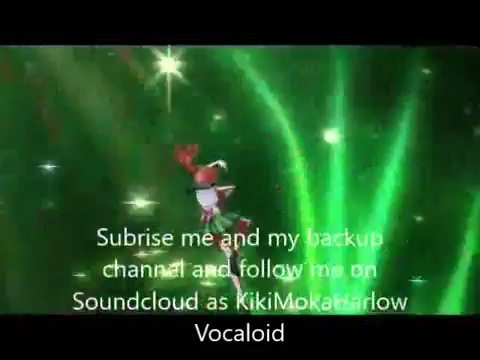 Subrise me and my backup
channal and follow me on
Soundcloud as KikiMokaHarlow
Vocaloid